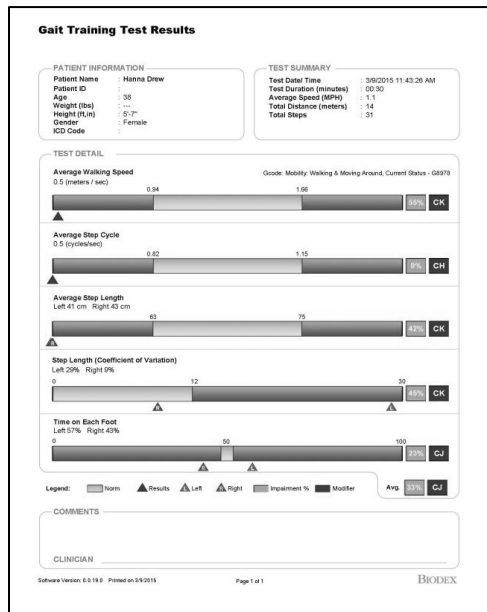 Gait Training Test Results
PATIENT INFORMATION
Patient Name : Hanna Drew
Patient ID :
Age : 38
Weight (lbs) : ---
Height (ft,in) : 5'-7"
Gender : Female
ICD Code :
TEST SUMMARY
Test Date/ Time : 3/9/2015 11:43:26 AM
Test Duration (minutes) : 00:30
Average Speed (MPH) : 1.1
Total Distance (meters) : 14
Total Steps : 31
TEST DETAIL
Average Walking Speed
0.5 (meters / sec)
Gcode: Mobility: Walking & Moving Around, Current Status - G8978
0.94 1.66
55% CK
Average Step Cycle
0.5 (cycles/sec)
0.82 1.15
9% CH
Average Step Length
Left 41 cm Right 43 cm
63 75
42% CK
R
Step Length (Coefficient of Variation)
Left 29% Right 9%
0 12 30
45% CK
R L
Time on Each Foot
Left 57% Right 43%
0 50 100
23% CJ
R L
Legend: Norm Results L Left R Right Impairment % Modifier
Avg. 33% CJ
COMMENTS
CLINICIAN
Software Version: 8.0.19.0 Printed on 3/9/2015
Page 1 of 1
BIODEX